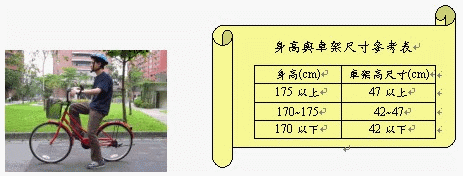 身高與車架尺寸參考表
身高(cm) 車架高尺寸(cm)
175 以上 47 以上
170~175 42~47
170 以下 42 以下